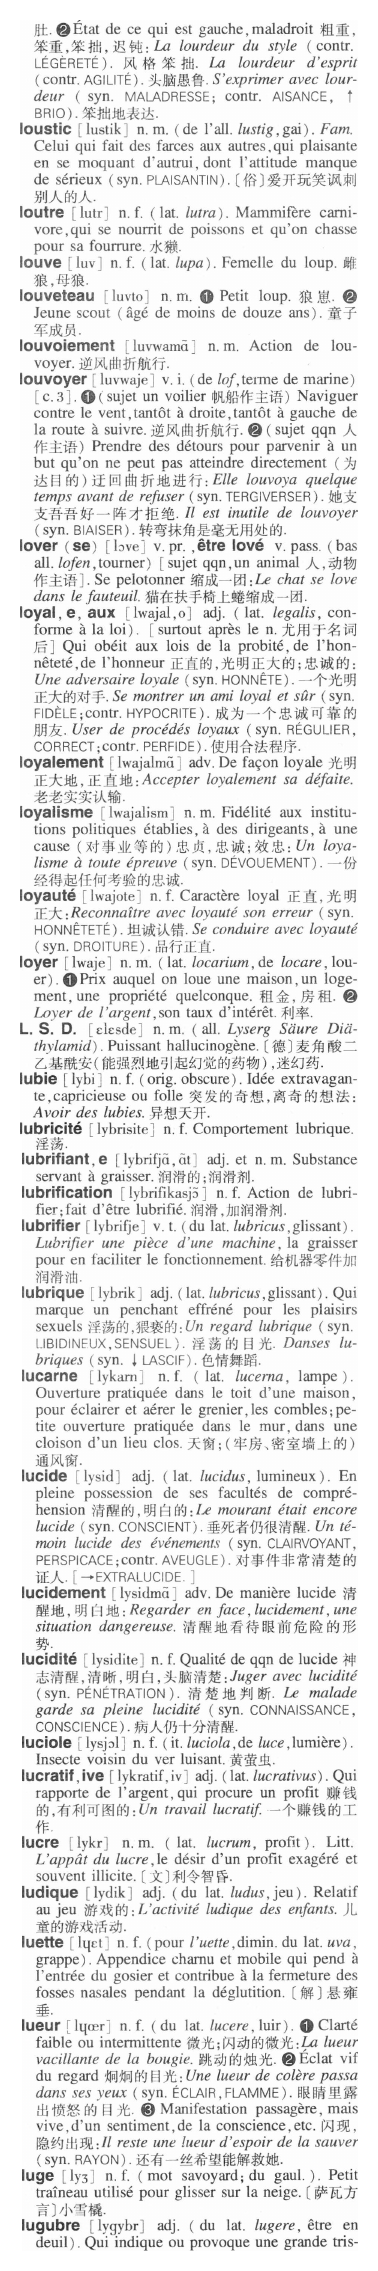 肚. ❷État de ce qui est gauche,maladroit 粗重,
笨重,笨拙,迟钝: La lourdeur du style (contr.
LÉGÈRETÉ). 风格笨拙. La lourdeur d'esprit
(contr. AGILITÉ). 头脑愚鲁. S'exprimer avec lour-
deur ( syn. MALADRESSE; contr. AISANCE, ↑
BRIO). 笨拙地表达.
loustic [lustik] n. m. (de l'all. lustig,gai). Fam.
Celui qui fait des farces aux autres,qui plaisante
en se moquant d'autrui, dont l'attitude manque
de sérieux (syn. PLAISANTIN). 〔俗〕爱开玩笑讽刺
别人的人.
loutre [lutr] n. f. (lat. lutra). Mammifère carni-
vore,qui se nourrit de poissons et qu'on chasse
pour sa fourrure. 水獭.
louve [luv] n. f. (lat. lupa). Femelle du loup. 雌
狼,母狼.
louveteau [luvto] n. m. ❶ Petit loup. 狼崽. ❷
Jeune scout (âgé de moins de douze ans). 童子
军成员.
louvoiement [luvwamã] n. m. Action de lou-
voyer. 逆风曲折航行.
louvoyer [luvwaje] v. i. (de lof,terme de marine)
[c. 3]. ❶(sujet un voilier 帆船作主语) Naviguer
contre le vent,tantôt à droite,tantôt à gauche de
la route à suivre. 逆风曲折航行. ❷(sujet qqn 人
作主语) Prendre des détours pour parvenir à un
but qu'on ne peut pas atteindre directement (为
达目的)迂回曲折地进行:Elle louvoya quelque
temps avant de refuser (syn. TERGIVERSER). 她支
支吾吾好一阵才拒绝. Il est inutile de louvoyer
(syn. BIAISER). 转弯抹角是毫无用处的.
lover (se) [lɔve] v. pr. ,être lové v. pass. (bas
all. lofen,tourner) [sujet qqn,un animal 人,动物
作主语]. Se pelotonner 缩成一团:Le chat se love
dans le fauteuil. 猫在扶手椅上蜷缩成一团.
loyal, e, aux [lwajal,o] adj. ( lat. legalis, con-
forme à la loi). [surtout après le n. 尤用于名词
后] Qui obéit aux lois de la probité, de l'hon-
nêteté,de l'honneur 正直的,光明正大的;忠诚的:
Une adversaire loyale (syn. HONNÊTE). 一个光明
正大的对手. Se montrer un ami loyal et sûr (syn.
FIDÈLE;contr. HYPOCRITE). 成为一个忠诚可靠的
朋友. User de procédés loyaux (syn. RÉGULIER,
CORRECT;contr. PERFIDE). 使用合法程序.
loyalement [lwajalmã] adv. De façon loyale 光明
正大地,正直地:Accepter loyalement sa défaite.
老老实实认输.
loyalisme [lwajalism] n. m. Fidélité aux institu-
tions politiques établies, à des dirigeants, à une
cause (对事业等的)忠贞,忠诚;效忠: Un loya-
lisme à toute épreuve (syn. DÉVOUEMENT). 一份
经得起任何考验的忠诚.
loyauté [lwajote] n. f. Caractère loyal 正直,光明
正大:Reconnaître avec loyauté son erreur (syn.
HONNÊTETÉ). 坦诚认错. Se conduire avec loyauté
(syn. DROITURE). 品行正直.
loyer [lwaje] n. m. (lat. locarium, de locare, lou-
er). ❶Prix auquel on loue une maison,un loge-
ment, une propriété quelconque. 租金,房租. ❷
Loyer de l'argent,son taux d'intérêt. 利率.
L. S. D. [ɛlɛsde] n. m. (all. Lyserg Säure Diä-
thylamid). Puissant hallucinogène. 〔德〕麦角酸二
乙基酰安(能强烈地引起幻觉的药物),迷幻药.
lubie [lybi] n. f. (orig. obscure). Idée extravagan-
te,capricieuse ou folle 突发的奇想,离奇的想法:
Avoir des lubies. 异想天开.
lubricité [lybrisite] n. f. Comportement lubrique.
淫荡.
lubrifiant,e [lybrifjã, ãt] adj. et n. m. Substance
servant à graisser. 润滑的;润滑剂.
lubrification [lybrifikasjɔ̃] n. f. Action de lubri-
fier;fait d'être lubrifié. 润滑,加润滑剂.
lubrifier [lybrifje] v. t. (du lat. lubricus,glissant).
Lubrifier une pièce d'une machine, la graisser
pour en faciliter le fonctionnement. 给机器零件加
润滑油.
lubrique [lybrik] adj. (lat. lubricus,glissant). Qui
marque un penchant effréné pour les plaisirs
sexuels 淫荡的,猥亵的:Un regard lubrique (syn.
LIBIDINEUX,SENSUEL). 淫荡的目光. Danses lu-
briques (syn. ↓LASCIF). 色情舞蹈.
lucarne [lykarn] n. f. ( lat. lucerna, lampe ).
Ouverture pratiquée dans le toit d'une maison,
pour éclairer et aérer le grenier,les combles;pe-
tite ouverture pratiquée dans le mur, dans une
cloison d'un lieu clos. 天窗;(牢房、密室墙上的)
通风窗.
lucide [lysid] adj. ( lat. lucidus, lumineux). En
pleine possession de ses facultés de compré-
hension 清醒的,明白的:Le mourant était encore
lucide (syn. CONSCIENT). 垂死者仍很清醒. Un té-
moin lucide des événements (syn. CLAIRVOYANT,
PERSPICACE;contr. AVEUGLE). 对事件非常清楚的
证人. [→EXTRALUCIDE. ]
lucidement [lysidmã] adv. De manière lucide 清
醒地,明白地:Regarder en face,lucidement,une
situation dangereuse. 清醒地看待眼前危险的形
势.
lucidité [lysidite] n. f. Qualité de qqn de lucide 神
志清醒,清晰,明白,头脑清楚:Juger avec lucidité
(syn. PÉNÉTRATION). 清楚地判断. Le malade
garde sa pleine lucidité (syn. CONNAISSANCE,
CONSCIENCE). 病人仍十分清醒.
luciole [lysjɔl] n. f. (it. luciola,de luce,lumière).
Insecte voisin du ver luisant. 黄萤虫.
lucratif,ive [lykratif,iv] adj. (lat. lucrativus). Qui
rapporte de l'argent,qui procure un profit 赚钱
的,有利可图的:Un travail lucratif. 一个赚钱的工
作.
lucre [lykr] n. m. ( lat. lucrum, profit). Litt.
L'appât du lucre,le désir d'un profit exagéré et
souvent illicite. 〔文〕利令智昏.
ludique [lydik] adj. (du lat. ludus,jeu). Relatif
au jeu 游戏的:L'activité ludique des enfants. 儿
童的游戏活动.
luette [lɥɛt] n. f. (pour l'uette,dimin. du lat. uva,
grappe). Appendice charnu et mobile qui pend à
l'entrée du gosier et contribue à la fermeture des
fosses nasales pendant la déglutition. 〔解〕悬雍
垂.
lueur [lɥœr] n. f. (du lat. lucere,luir). ❶ Clarté
faible ou intermittente 微光;闪动的微光:La lueur
vacillante de la bougie. 跳动的烛光. ❷Éclat vif
du regard 炯炯的目光:Une lueur de colère passa
dans ses yeux (syn. ÉCLAIR,FLAMME). 眼睛里露
出愤怒的目光. ❸ Manifestation passagère, mais
vive,d'un sentiment,de la conscience,etc. 闪现,
隐约出现:Il reste une lueur d'espoir de la sauver
(syn. RAYON). 还有一丝希望能解救她.
luge [lyʒ] n. f. (mot savoyard;du gaul. ). Petit
traîneau utilisé pour glisser sur la neige.〔萨瓦方
言〕小雪橇.
lugubre [lygybr] adj. ( du lat. lugere, être en
deuil). Qui indique ou provoque une grande tris-